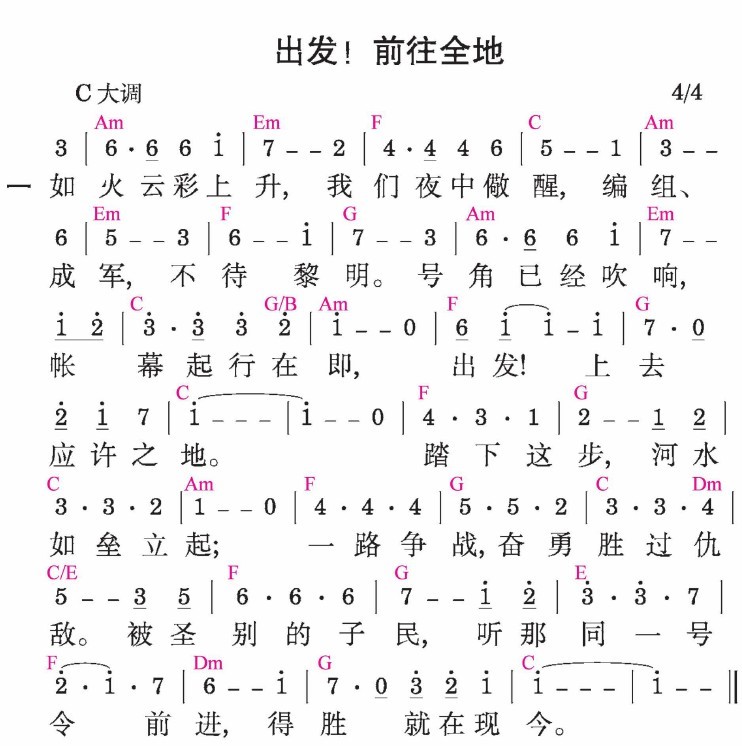 出发！前往全地
C 大调 4/4
Am Em F C Am
3 | 6 · 6 6 i | 7 - - 2 | 4 · 4 4 6 | 5 - - 1 | 3 - -
一 如 火 云 彩 上 升, 我 们 夜 中 儆 醒, 编 组、
Em F G Am Em
6 | 5 - - 3 | 6 - - i | 7 - - 3 | 6 · 6 6 i | 7 - -
成 军, 不 待 黎 明。号 角 已 经 吹 响,
C G/B Am F G
i 2̇ | 3̇ · 3̇ 3̇ 2̇ | i - - 0 | 6 i i - i | 7 · 0
帐 幕 起 行 在 即, 出 发! 上 去
C F G
2̇ i 7 | i - - - | i - - 0 | 4 · 3 · 1 | 2 - - 1 2 |
应 许 之 地。 踏 下 这 步, 河 水
C Am F G C Dm
3 · 3 · 2 | 1 - - 0 | 4 · 4 · 4 | 5 · 5 · 2 | 3 · 3 · 4 |
如 垒 立 起; 一 路 争 战, 奋 勇 胜 过 仇
C/E F G E
5 - - 3 5 | 6 · 6 · 6 | 7 - - i 2̇ | 3̇ · 3̇ · 7 |
敌。 被 圣 别 的 子 民, 听 那 同 一 号
F Dm G C
2̇ · i · 7 | 6 - - i | 7 · 0 3̇ 2̇ i | i - - - | i - - ‖
令 前 进, 得 胜 就 在 现 今。